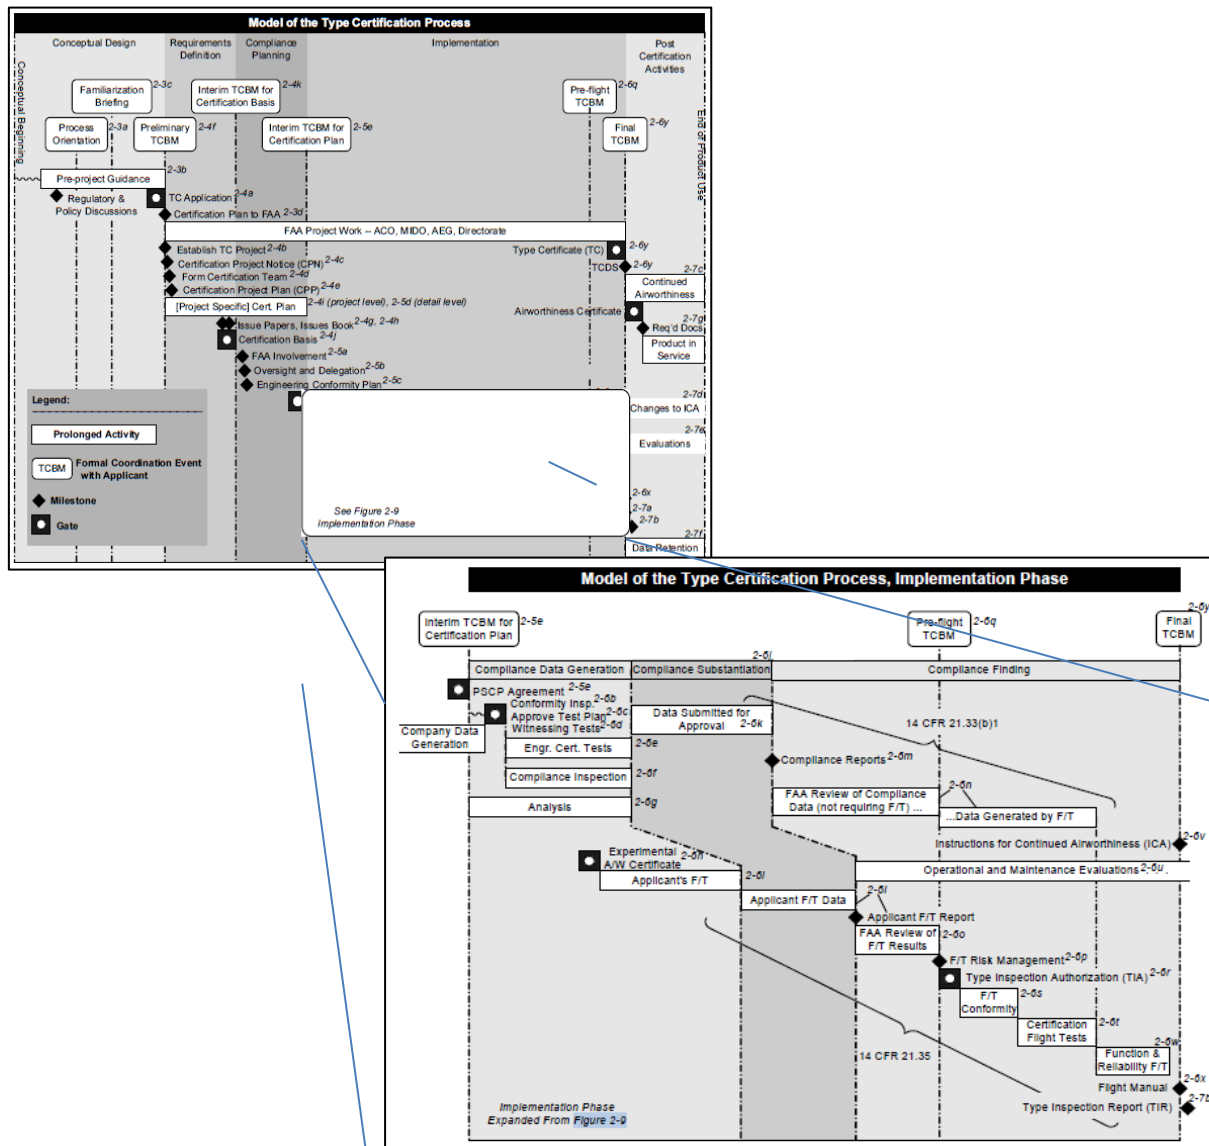 Model of the Type Certification Process
Conceptual Design
Requirements
Definition
Compliance
Planning
Implementation
Post
Certification
Activities
Conceptual Beginning
End of Product Use
Familiarization
Briefing
2-3c
Interim TCBM for
Certification Basis
2-4k
Pre-flight
TCBM
2-6q
Process
Orientation
2-3a
Preliminary
TCBM
2-4f
Interim TCBM for
Certification Plan
2-5e
Final
TCBM
2-6y
Pre-project Guidance
2-3b
Regulatory &
Policy Discussions
TC Application 2-4a
Certification Plan to FAA 2-3d
FAA Project Work -- ACO, MIDO, AEG, Directorate
Establish TC Project 2-4b
Type Certificate (TC) 2-6y
Certification Project Notice (CPN) 2-4c
TCDS 2-6y
Form Certification Team 2-4d
2-7c
Continued
Airworthiness
Certification Project Plan (CPP) 2-4e
[Project Specific] Cert. Plan
2-4i (project level), 2-5d (detail level)
Airworthiness Certificate
2-7g
Issue Papers, Issues Book 2-4g, 2-4h
Req'd Docs
Certification Basis 2-4j
Product in
Service
FAA Involvement 2-5a
Oversight and Delegation 2-5b
Engineering Conformity Plan 2-5c
2-7d
Changes to ICA
2-7e
Evaluations
Legend:
Prolonged Activity
TCBM
Formal Coordination Event
with Applicant
Milestone
Gate
See Figure 2-9
Implementation Phase
2-6x
2-7a
2-7b
2-7f
Data Retention
Model of the Type Certification Process, Implementation Phase
Interim TCBM for
Certification Plan
2-5e
Pre-flight
TCBM
2-6q
2-6y
Final
TCBM
Compliance Data Generation
2-6j
Compliance Substantiation
Compliance Finding
PSCP Agreement 2-5e
Conformity Insp. 2-6b
Approve Test Plan 2-6c
Witnessing Tests 2-6d
Company Data
Generation
Data Submitted for
Approval
2-6k
14 CFR 21.33(b)1
Engr. Cert. Tests
2-6e
Compliance Reports 2-6m
Compliance Inspection
2-6f
Analysis
2-6g
FAA Review of Compliance
Data (not requiring F/T) ...
2-6n
...Data Generated by F/T
2-6v
Instructions for Continued Airworthiness (ICA)
Experimental
A/W Certificate
2-6h
Operational and Maintenance Evaluations 2-6u . . .
Applicant's F/T
2-6i
Applicant F/T Data
2-6l
Applicant F/T Report
FAA Review of
F/T Results
2-6o
F/T Risk Management 2-6p
Type Inspection Authorization (TIA) 2-6r
F/T
Conformity
2-6s
Certification
Flight Tests
2-6t
14 CFR 21.35
2-6w
Function &
Reliability F/T
2-6x
Flight Manual
2-7b
Type Inspection Report (TIR)
Implementation Phase
Expanded From Figure 2-9